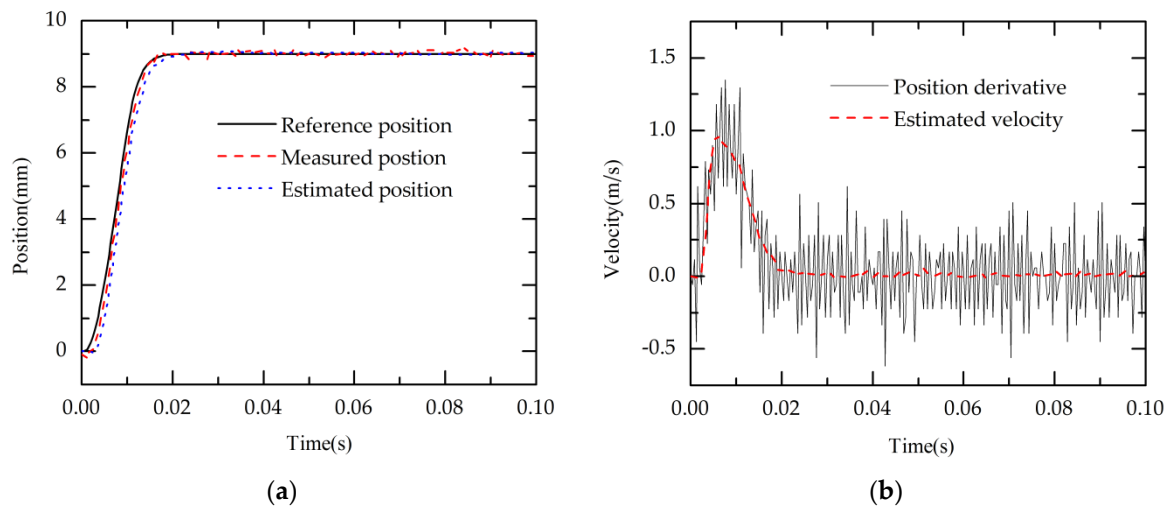 10
8
6
4
2
0
Position(mm)
Reference position
Measured postion
Estimated position
0.00 0.02 0.04 0.06 0.08 0.10
Time(s)
(a)
1.5
1.0
0.5
0.0
-0.5
Velocity(m/s)
Position derivative
Estimated velocity
0.00 0.02 0.04 0.06 0.08 0.10
Time(s)
(b)